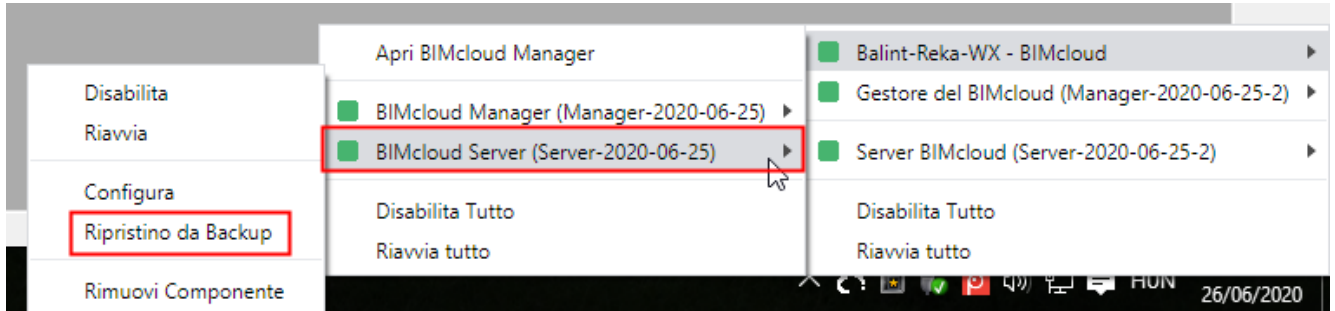 Disabilita
Riavvia
Configura
Ripristino da Backup
Rimuovi Componente
Apri BIMcloud Manager
BIMcloud Manager (Manager-2020-06-25)
BIMcloud Server (Server-2020-06-25)
Disabilita Tutto
Riavvia tutto
Balint-Reka-WX - BIMcloud
Gestore del BIMcloud (Manager-2020-06-25-2)
Server BIMcloud (Server-2020-06-25-2)
Disabilita Tutto
Riavvia tutto
HUN
26/06/2020